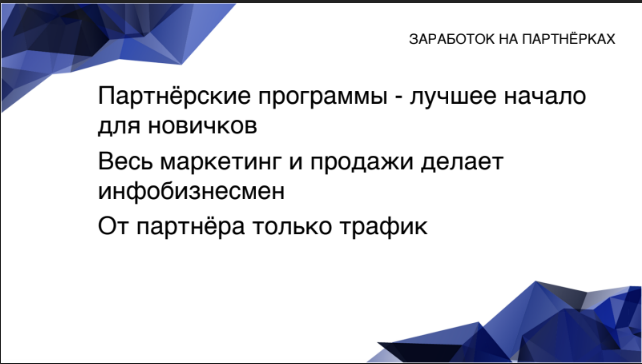 ЗАРАБОТОК НА ПАРТНЁРКАХ
Партнёрские программы - лучшее начало
для новичков
Весь маркетинг и продажи делает
инфобизнесмен
От партнёра только трафик